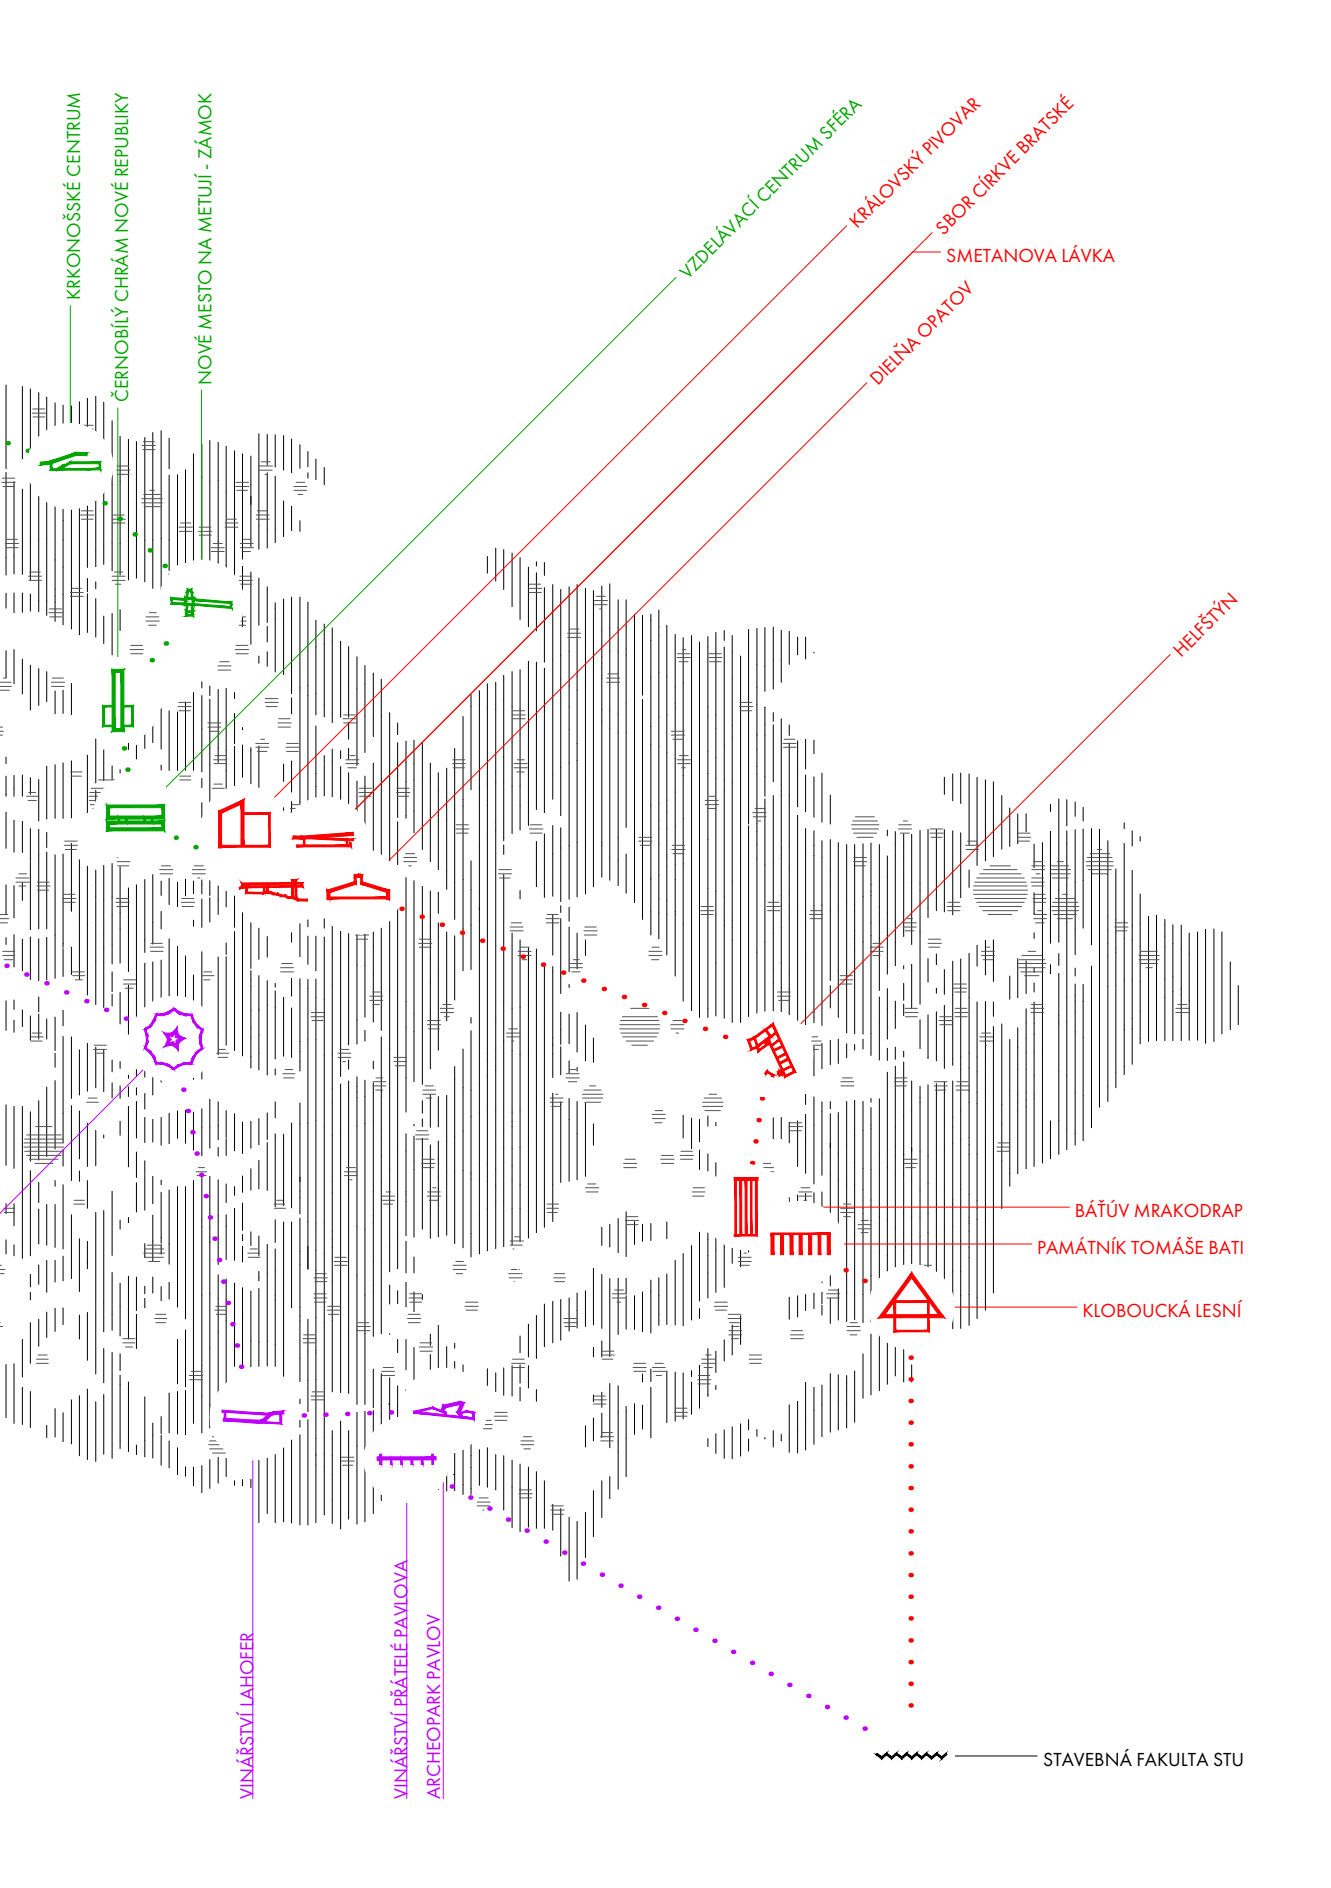 KRKONOŠSKÉ CENTRUM
ČERNOBÍLÝ CHRÁM NOVÉ REPUBLIKY
NOVÉ MESTO NA METUJÍ - ZÁMOK
VZDELÁVACÍ CENTRUM SFÉRA
KRÁLOVSKÝ PIVOVAR
SBOR CÍRKVE BRATSKÉ
SMETANOVA LÁVKA
DIELŇA OPATOV
HELFŠTÝN
BÁŤÚV MRAKODRAP
PAMÁTNÍK TOMÁŠE BATI
KLOBOUCKÁ LESNÍ
VINÁŘSTVÍ LAHOFER
VINÁŘSTVÍ PŘÁTELÉ PAVLOVA
ARCHEOPARK PAVLOV
STAVEBNÁ FAKULTA STU